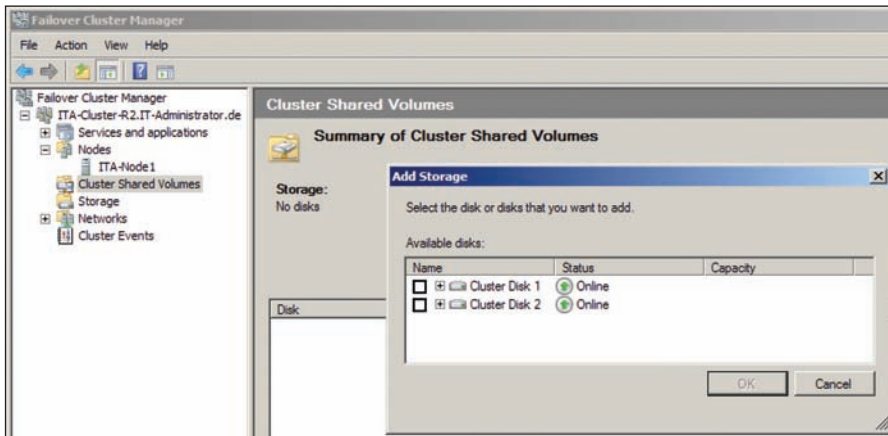 Failover Cluster Manager
File Action View Help
Failover Cluster Manager
ITA-Cluster-R2.IT-Administrator.de
Services and applications
Nodes
ITA-Node1
Cluster Shared Volumes
Storage
Networks
Cluster Events
Cluster Shared Volumes
Summary of Cluster Shared Volumes
Storage:
No disks
Disk
Add Storage
Select the disk or disks that you want to add.
Available disks:
Name Status Capacity
Cluster Disk 1 Online
Cluster Disk 2 Online
OK Cancel